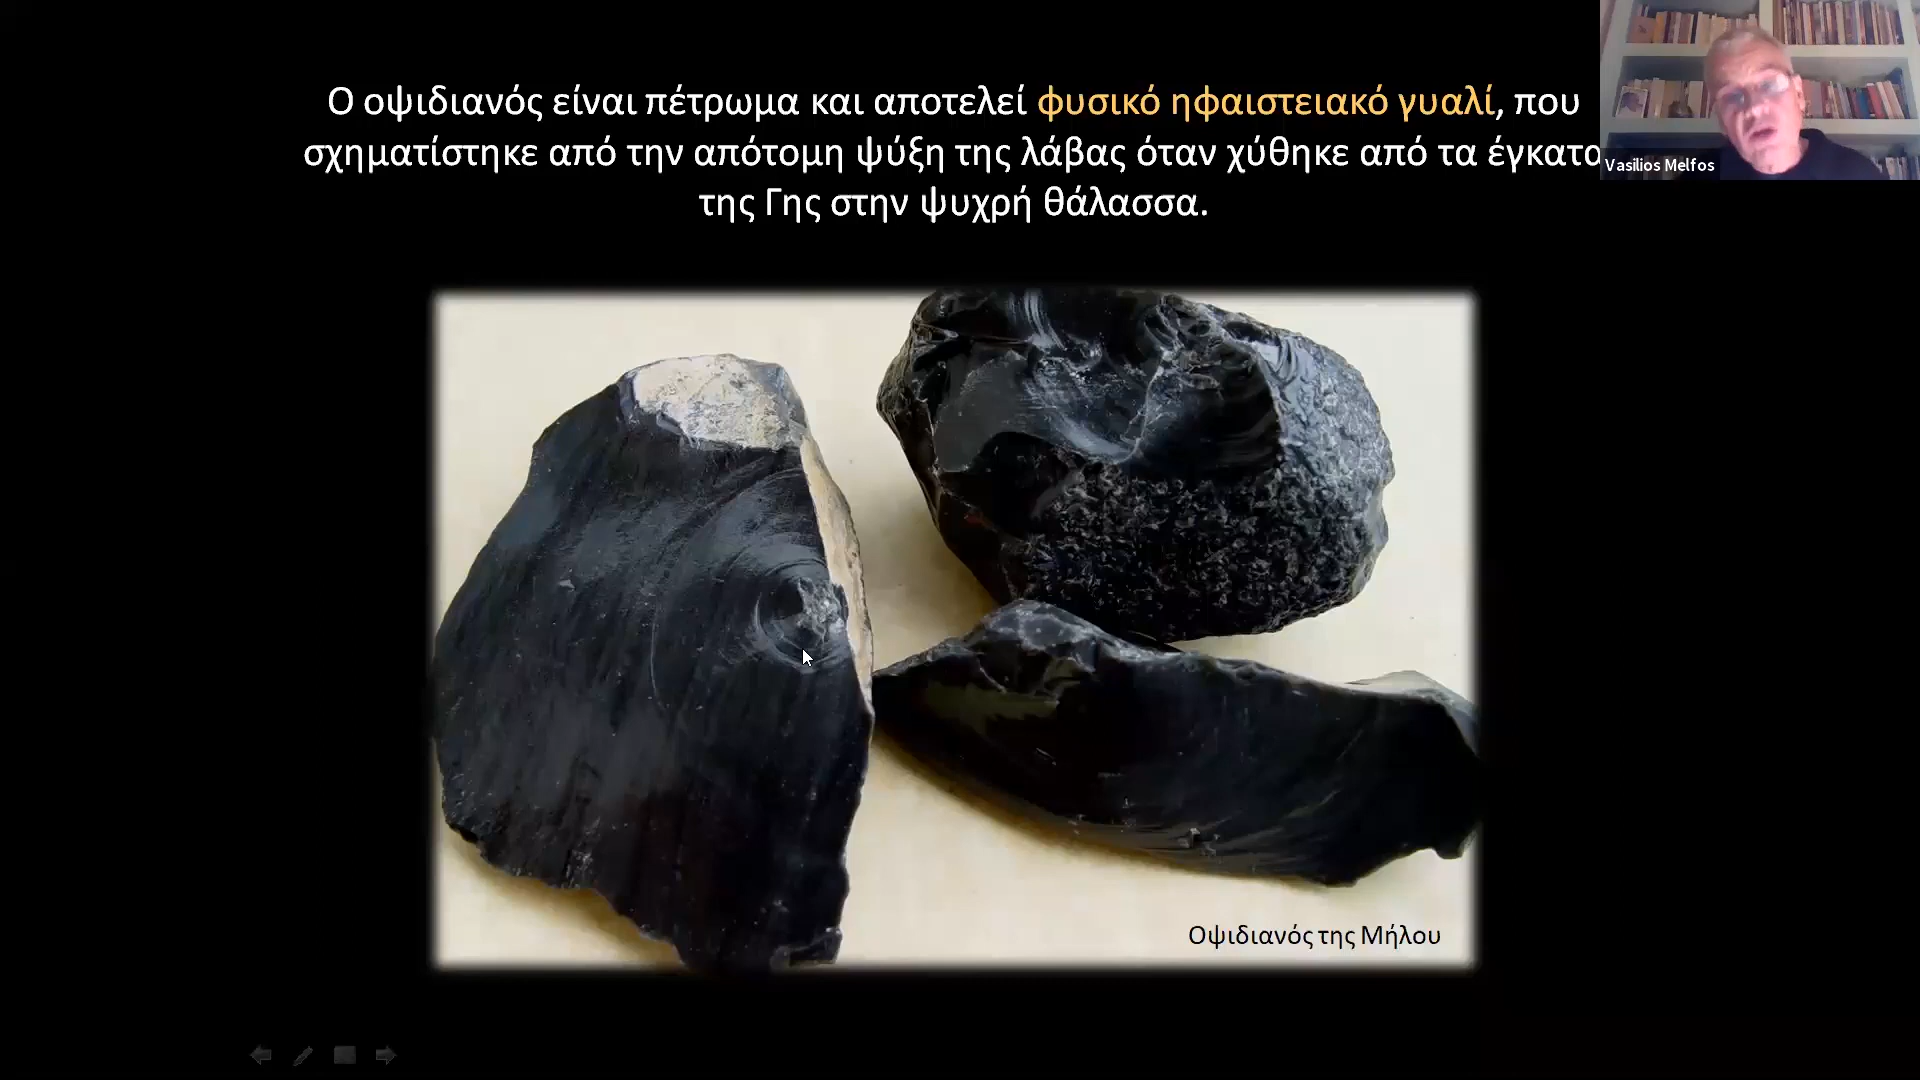 Ο οψιδιανός είναι πέτρωμα και αποτελεί φυσικό ηφαιστειακό γυαλί, που
σχηματίστηκε από την απότομη ψύξη της λάβας όταν χύθηκε από τα έγκατα
της Γης στην ψυχρή θάλασσα.
Vasilios Melfos
Οψιδιανός της Μήλου